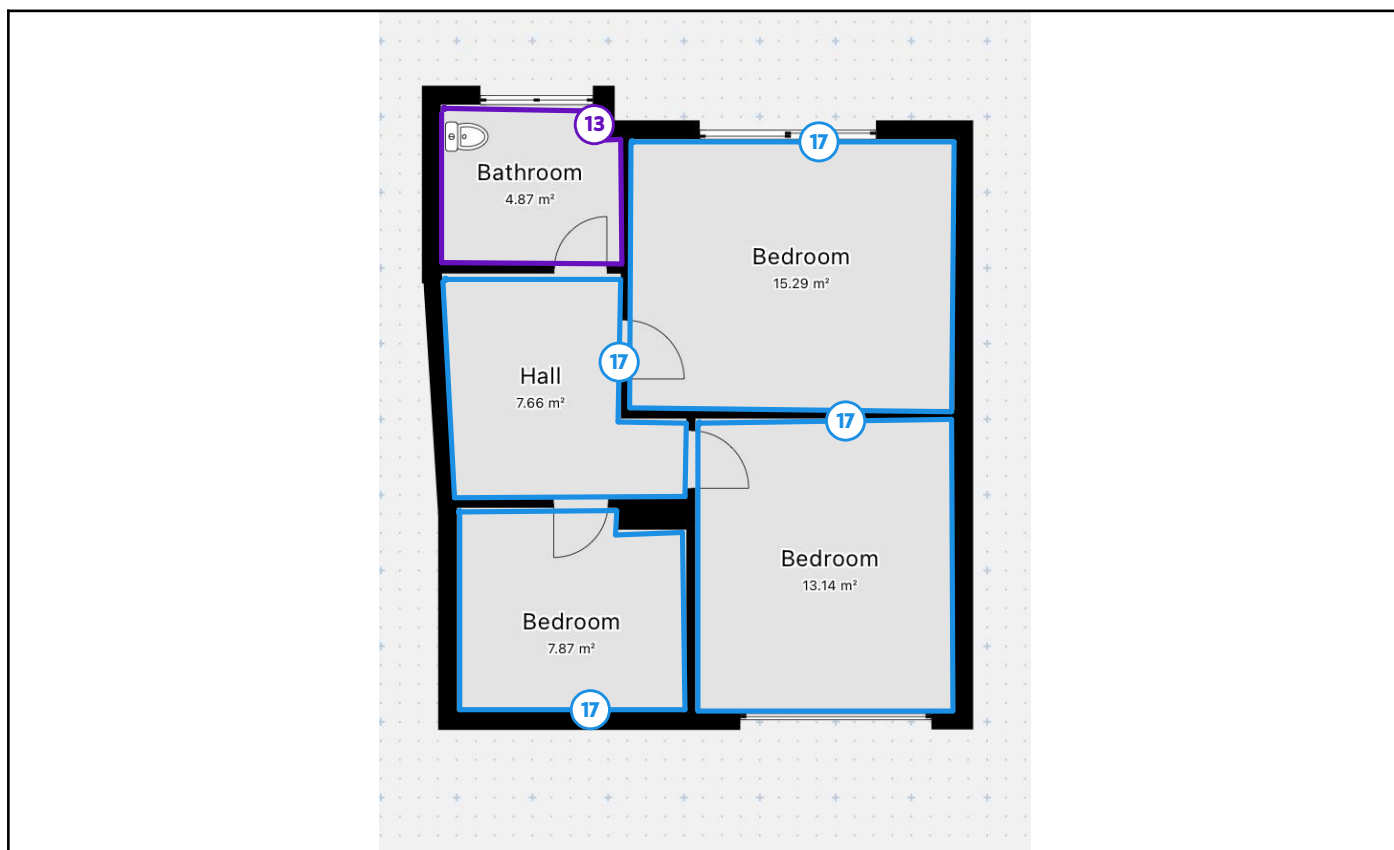 13
17
Bathroom
4.87 m²
Bedroom
15.29 m²
17
Hall
7.66 m²
17
Bedroom
13.14 m²
Bedroom
7.87 m²
17